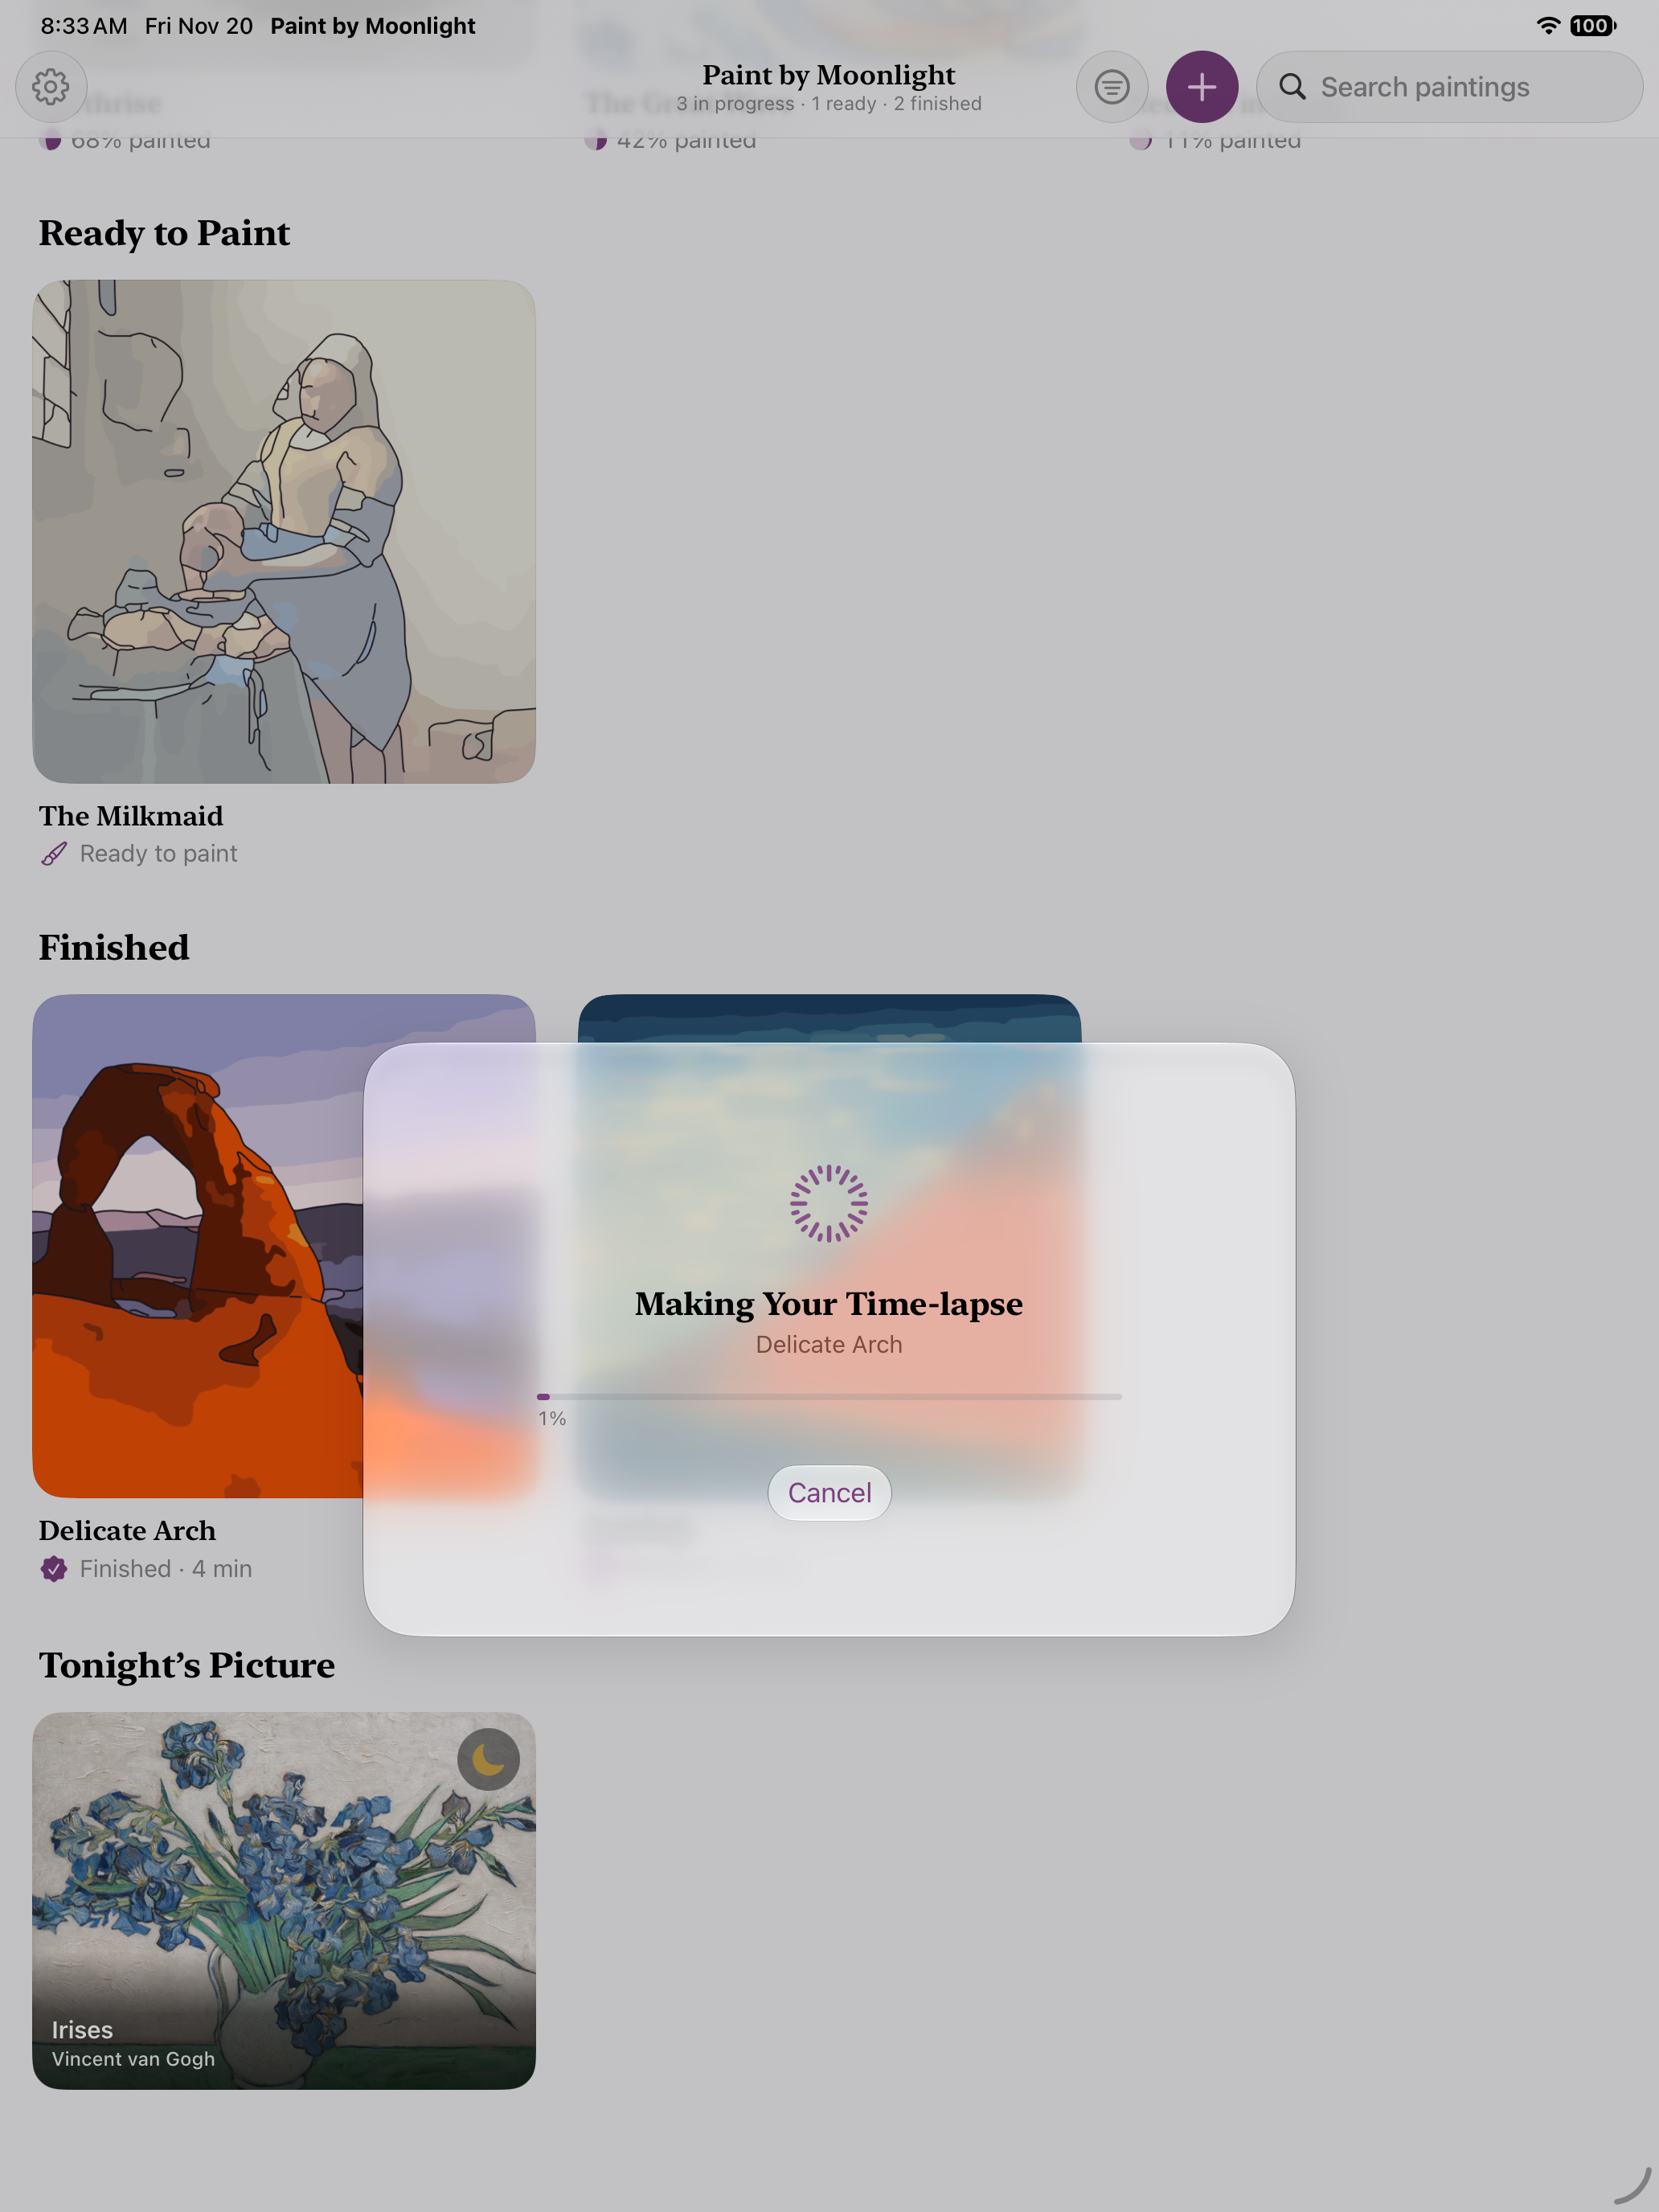 8:33 AM Fri Nov 20 Paint by Moonlight
100
Paint by Moonlight
3 in progress · 1 ready · 2 finished
Search paintings
68% painted
42% painted
11% painted
Ready to Paint
The Milkmaid
Ready to paint
Finished
Making Your Time-lapse
Delicate Arch
1%
Cancel
Delicate Arch
Finished · 4 min
Tonight’s Picture
Irises
Vincent van Gogh